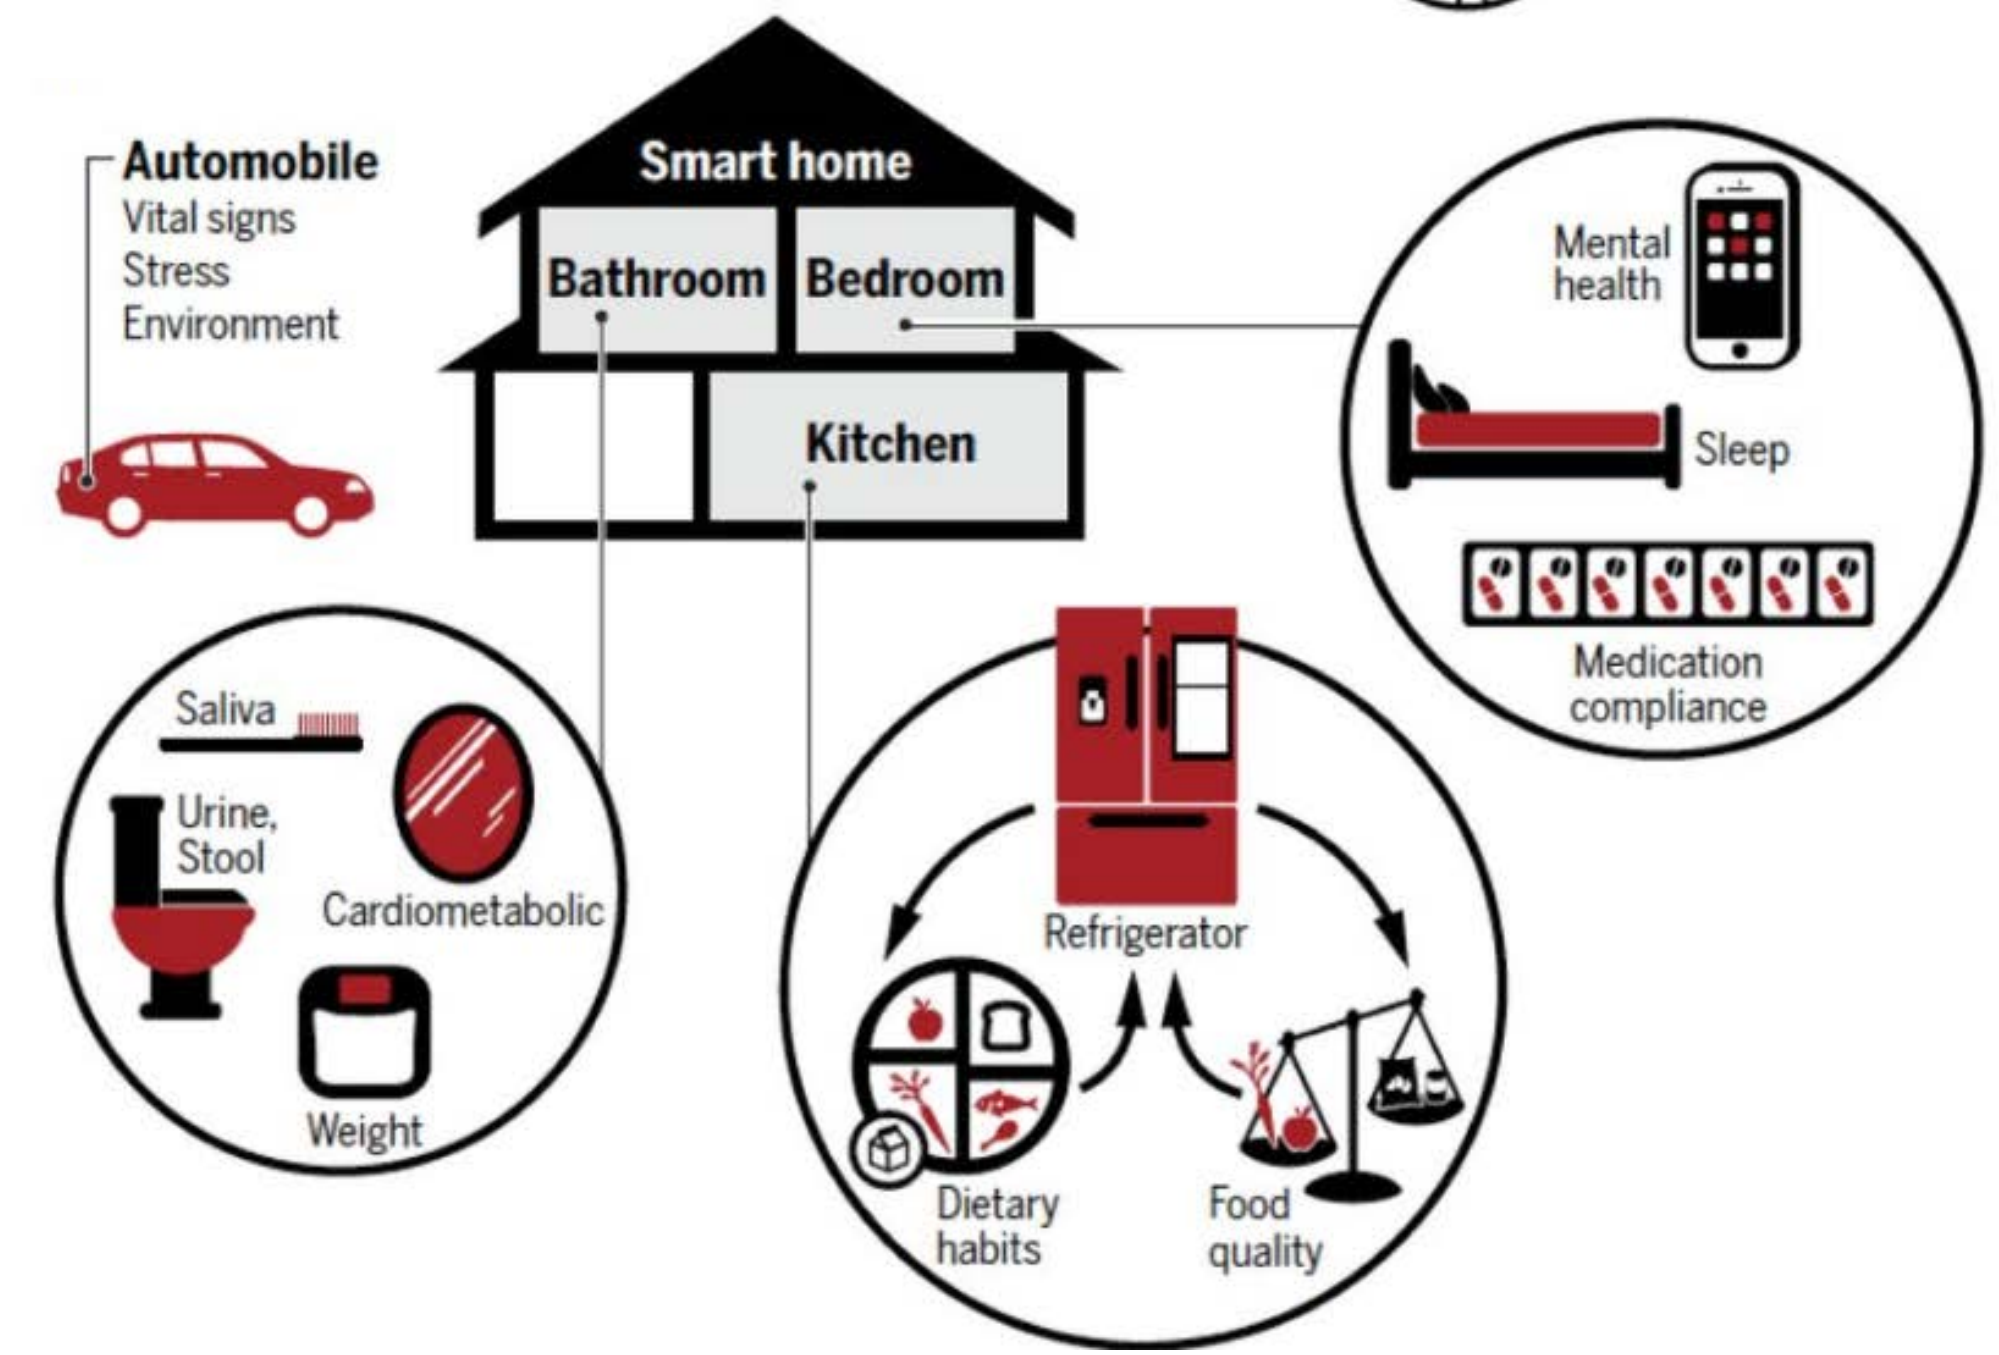 Automobile
Vital signs
Stress
Environment
Smart home
Bathroom
Bedroom
Kitchen
Mental
health
Sleep
Medication
compliance
Saliva
Urine,
Stool
Cardiometabolic
Weight
Refrigerator
Dietary
habits
Food
quality